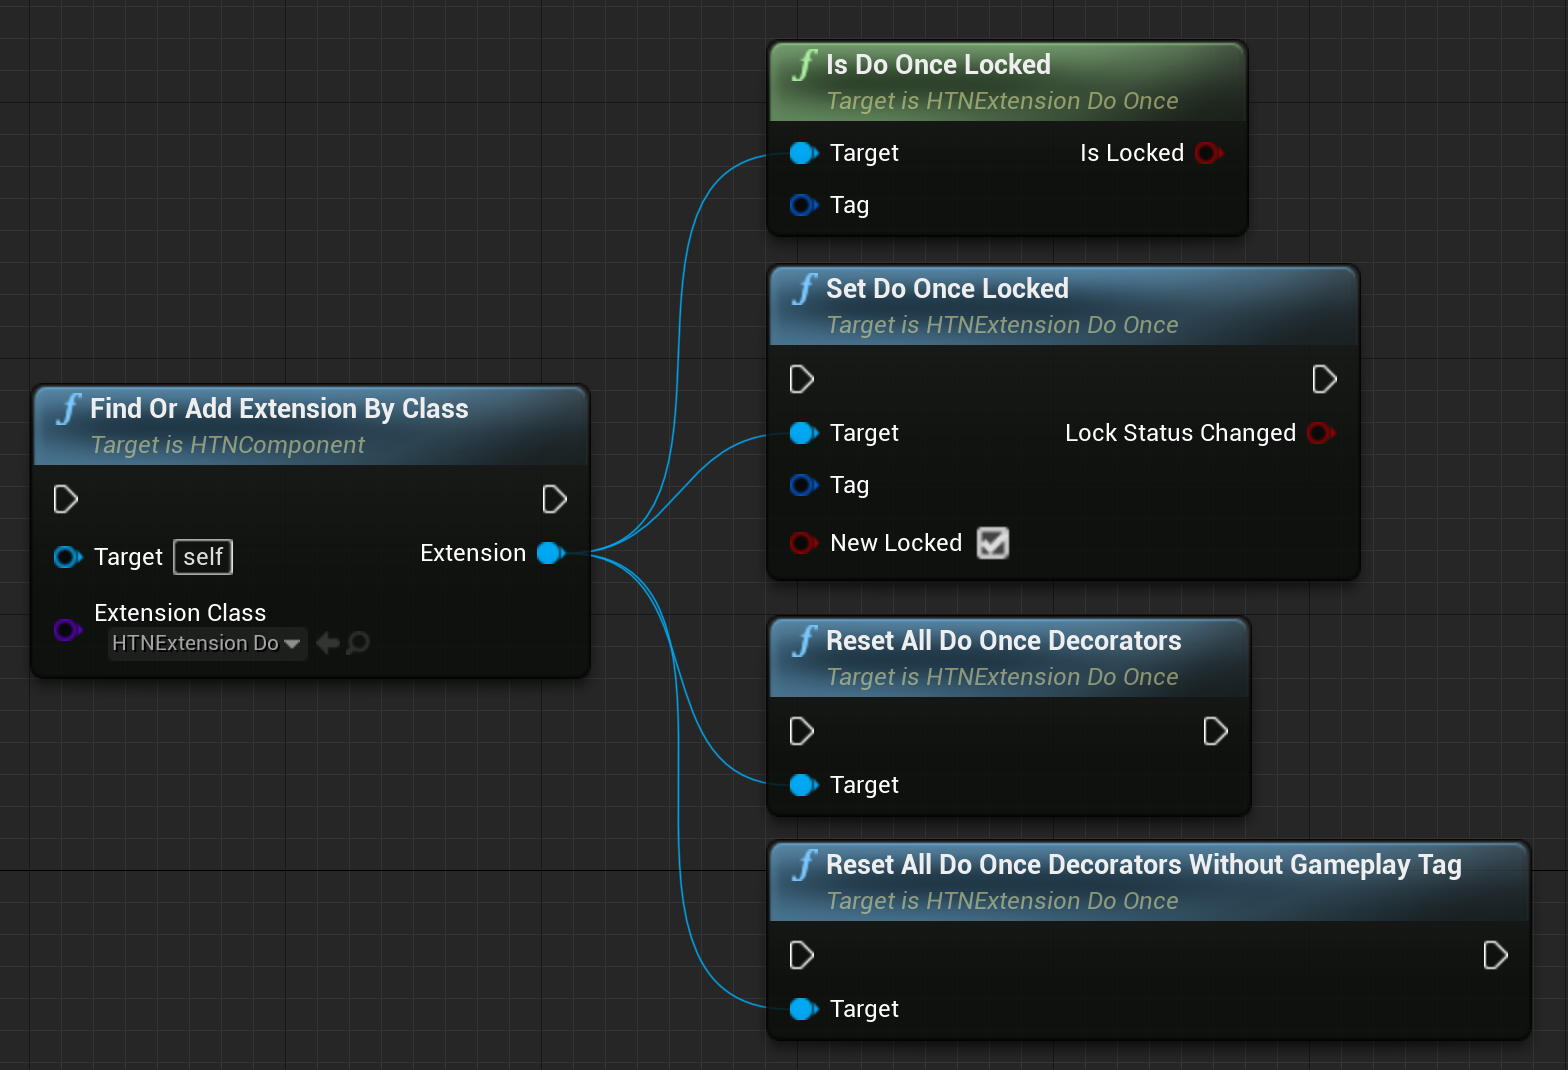 Is Do Once Locked
Target is HTNExtension Do Once
Target
Is Locked
Tag
Set Do Once Locked
Target is HTNExtension Do Once
Target
Lock Status Changed
Tag
New Locked
Find Or Add Extension By Class
Target is HTNComponent
Target self
Extension
Extension Class
HTNExtension Do
Reset All Do Once Decorators
Target is HTNExtension Do Once
Target
Reset All Do Once Decorators Without Gameplay Tag
Target is HTNExtension Do Once
Target